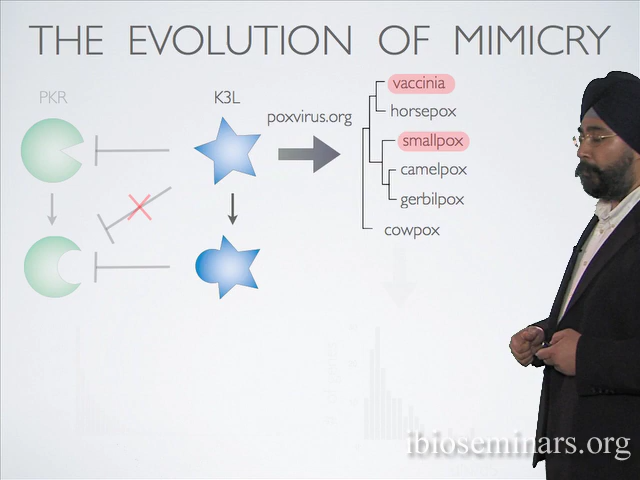 THE EVOLUTION OF MIMICRY
PKR
K3L
poxvirus.org
vaccinia
horsepox
smallpox
camelpox
gerbilpox
cowpox
ibioseminars.org